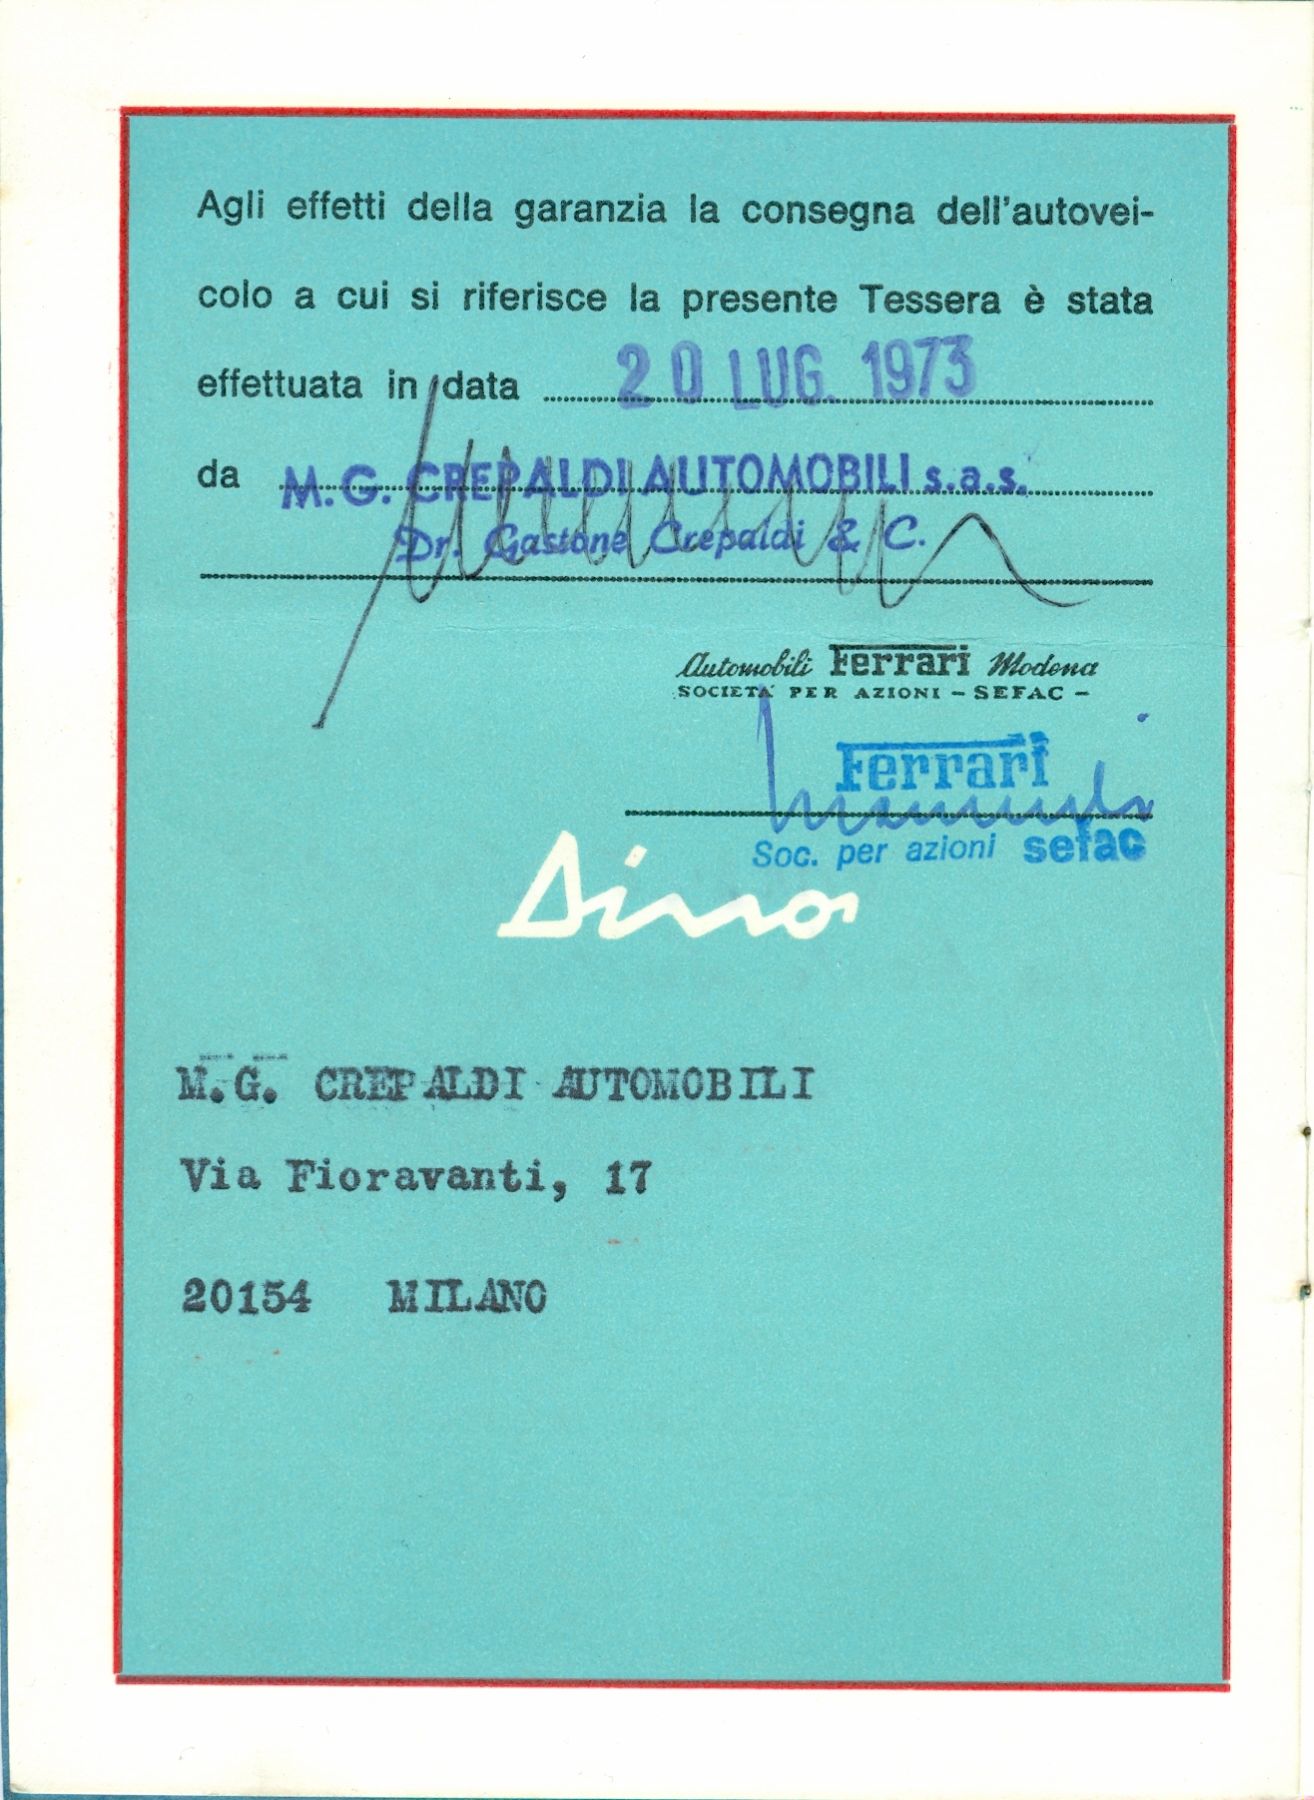 Agli effetti della garanzia la consegna dell'autovei-
colo a cui si riferisce la presente Tessera è stata
effettuata in data 20 LUG. 1973
da M.G. CREPALDI AUTOMOBILI s.a.s.
Dr. Gastone Crepaldi & C.
Automobili Ferrari Modena
SOCIETA' PER AZIONI - SEFAC -
Ferrari
Soc. per azioni sefac
Dino
M.G. CREPALDI AUTOMOBILI
Via Fioravanti, 17
20154 MILANO